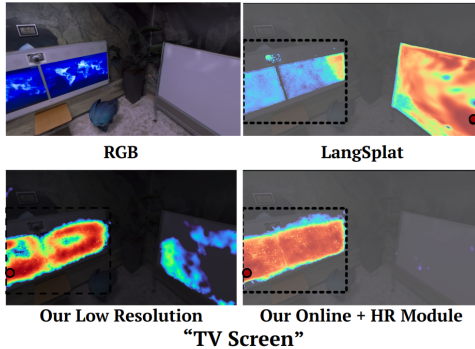 RGB
LangSplat
Our Low Resolution
Our Online + HR Module
“TV Screen”